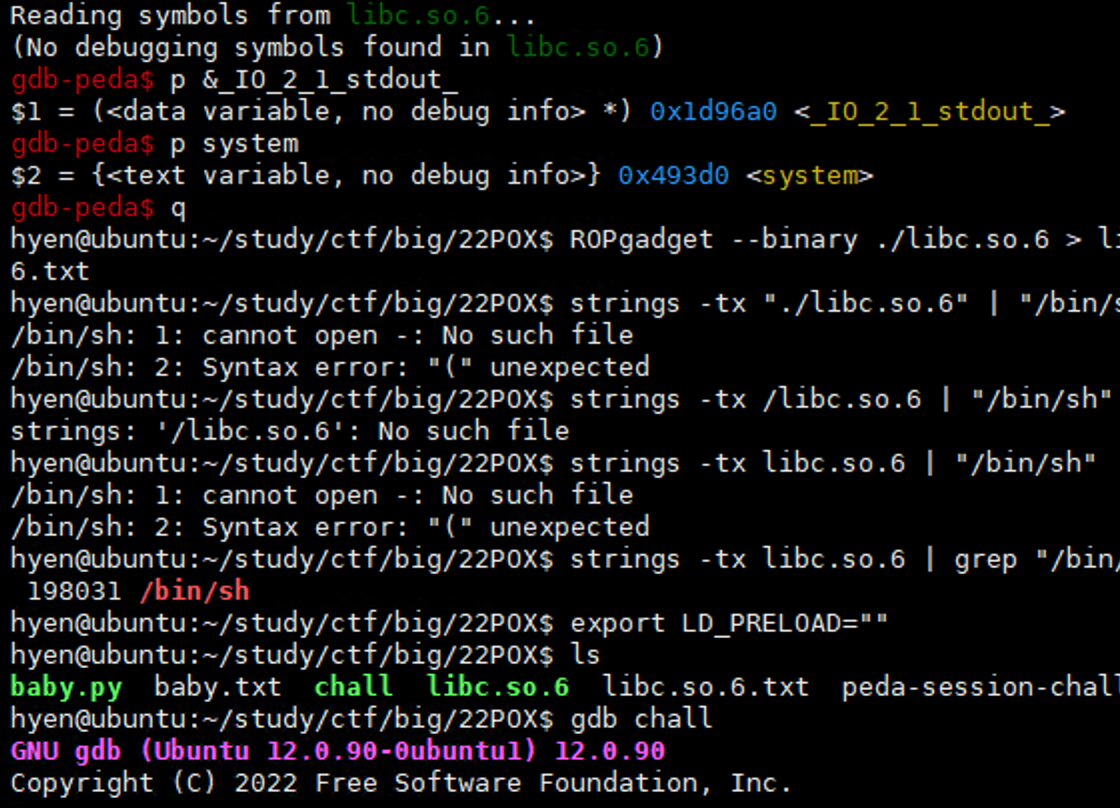 Reading symbols from libc.so.6...
(No debugging symbols found in libc.so.6)
gdb-peda$ p &_IO_2_1_stdout_
$1 = (<data variable, no debug info> *) 0x1d96a0 <_IO_2_1_stdout_>
gdb-peda$ p system
$2 = {<text variable, no debug info>} 0x493d0 <system>
gdb-peda$ q
hyen@ubuntu:~/study/ctf/big/22POX$ ROPgadget --binary ./libc.so.6 > li
6.txt
hyen@ubuntu:~/study/ctf/big/22POX$ strings -tx "./libc.so.6" | "/bin/s
/bin/sh: 1: cannot open -: No such file
/bin/sh: 2: Syntax error: "(" unexpected
hyen@ubuntu:~/study/ctf/big/22POX$ strings -tx /libc.so.6 | "/bin/sh"
strings: '/libc.so.6': No such file
hyen@ubuntu:~/study/ctf/big/22POX$ strings -tx libc.so.6 | "/bin/sh"
/bin/sh: 1: cannot open -: No such file
/bin/sh: 2: Syntax error: "(" unexpected
hyen@ubuntu:~/study/ctf/big/22POX$ strings -tx libc.so.6 | grep "/bin/
198031 /bin/sh
hyen@ubuntu:~/study/ctf/big/22POX$ export LD_PRELOAD=""
hyen@ubuntu:~/study/ctf/big/22POX$ ls
baby.py baby.txt chall libc.so.6 libc.so.6.txt peda-session-chall
hyen@ubuntu:~/study/ctf/big/22POX$ gdb chall
GNU gdb (Ubuntu 12.0.90-0ubuntu1) 12.0.90
Copyright (C) 2022 Free Software Foundation, Inc.